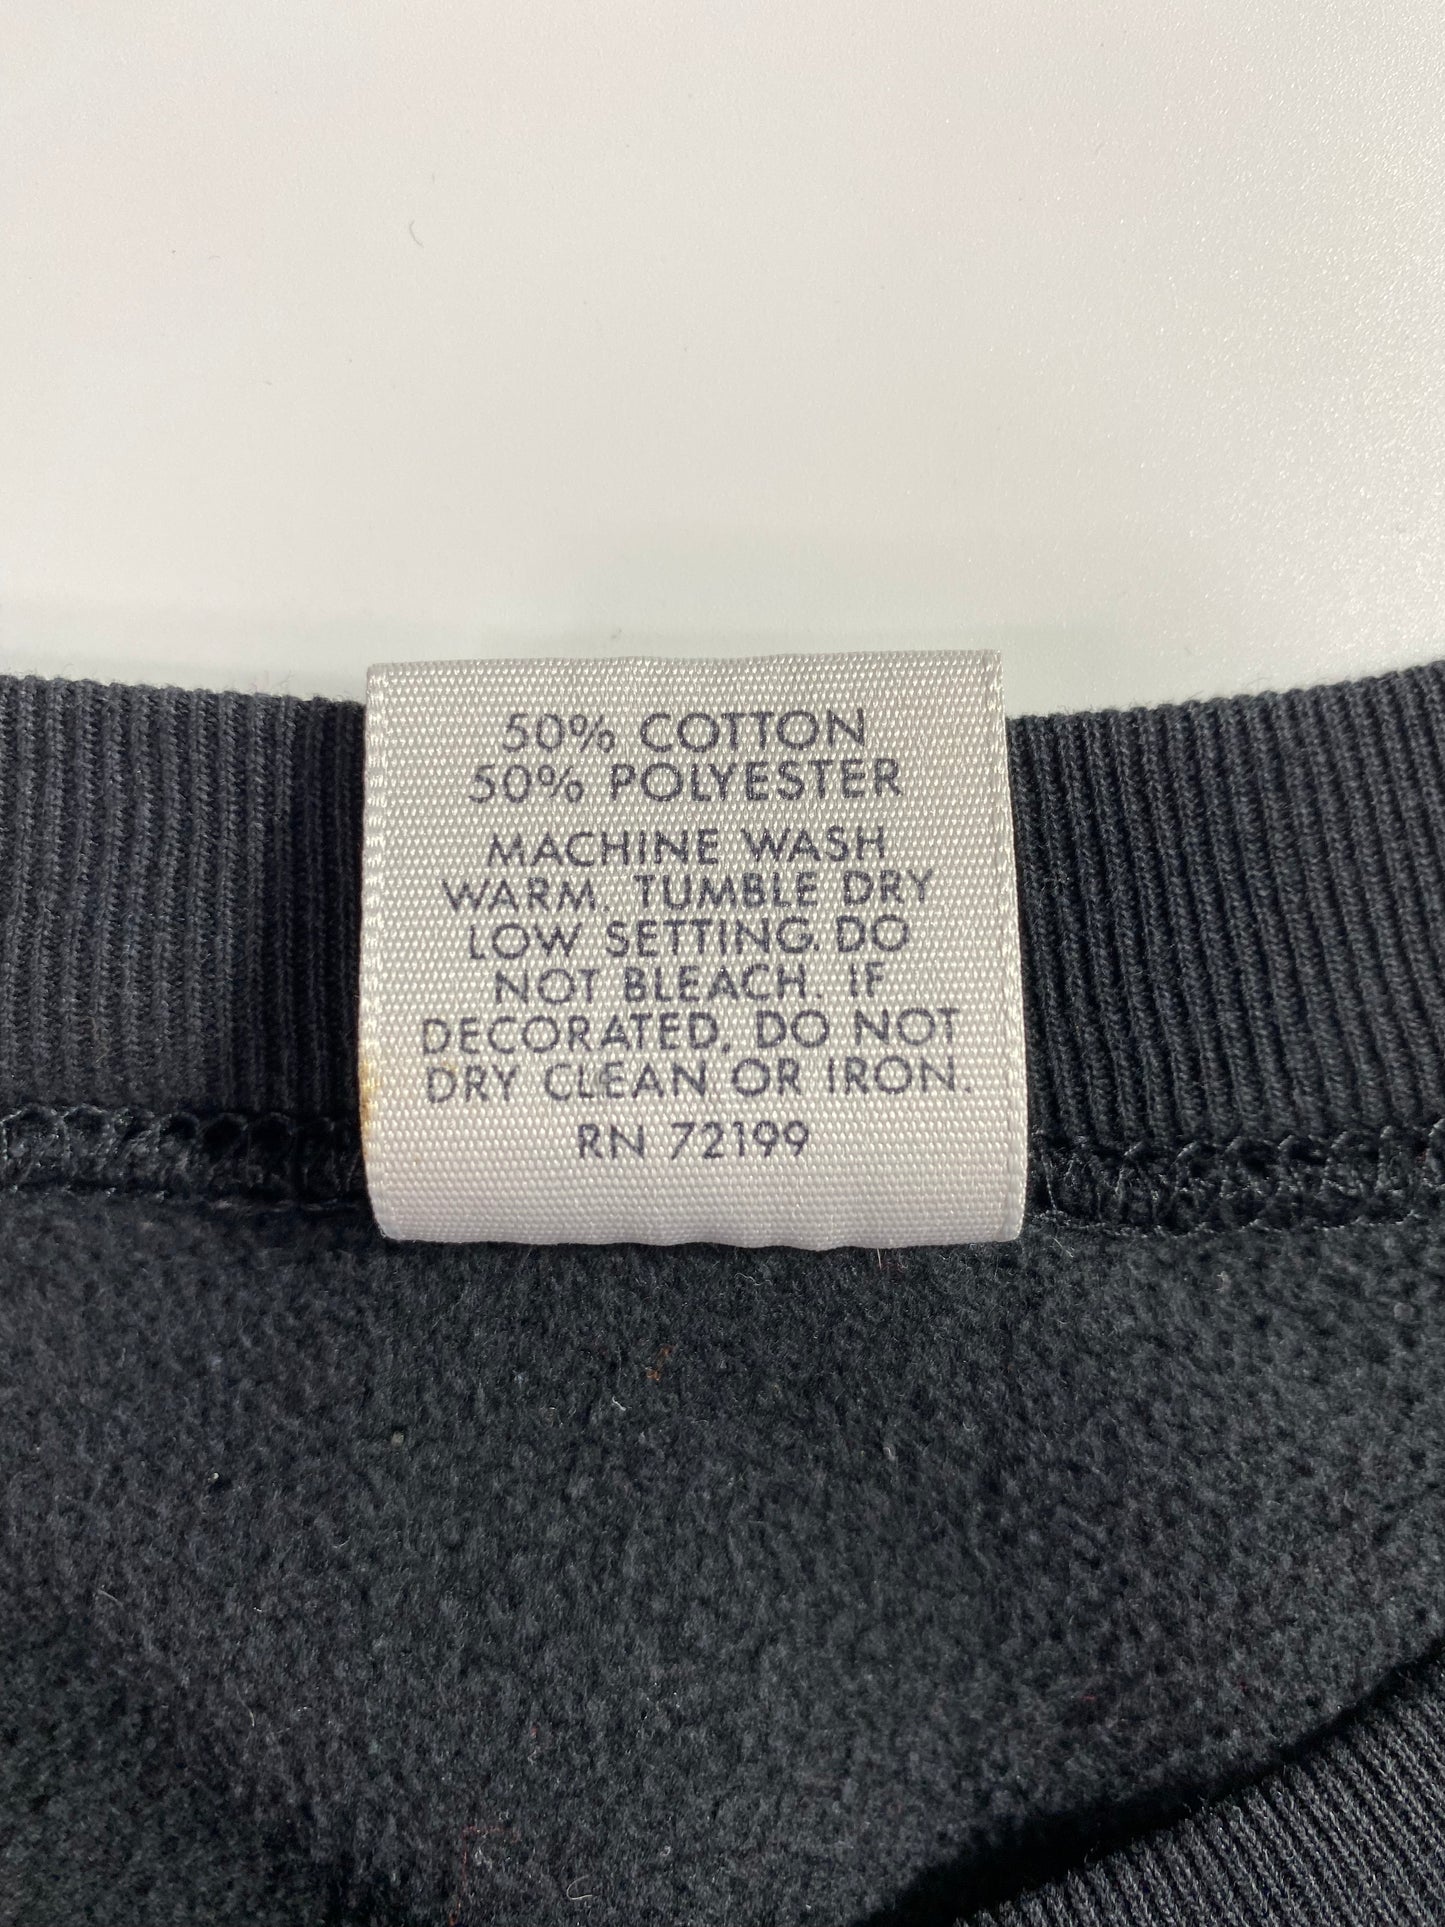 50% COTTON
50% POLYESTER
MACHINE WASH
WARM. TUMBLE DRY
LOW SETTING. DO
NOT BLEACH. IF
DECORATED, DO NOT
DRY CLEAN OR IRON.
RN 72199